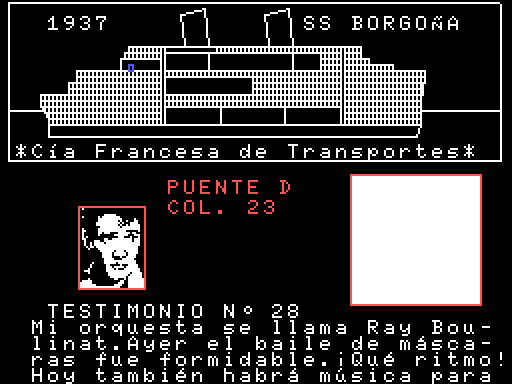 1937 SS BORGOÑA
*Cía Francesa de Transportes*
PUENTE D
COL. 23
TESTIMONIO Nº 28
Mi orquesta se llama Ray Bou-
linat.Ayer el baile de másca-
ras fue formidable.¡Qué ritmo!
Hoy también habrá música para